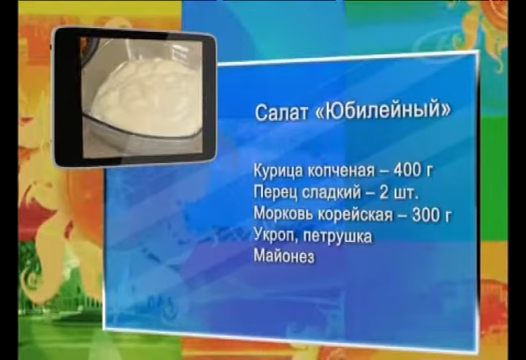 Салат «Юбилейный»
Курица копченая – 400 г
Перец сладкий – 2 шт.
Морковь корейская – 300 г
Укроп, петрушка
Майонез